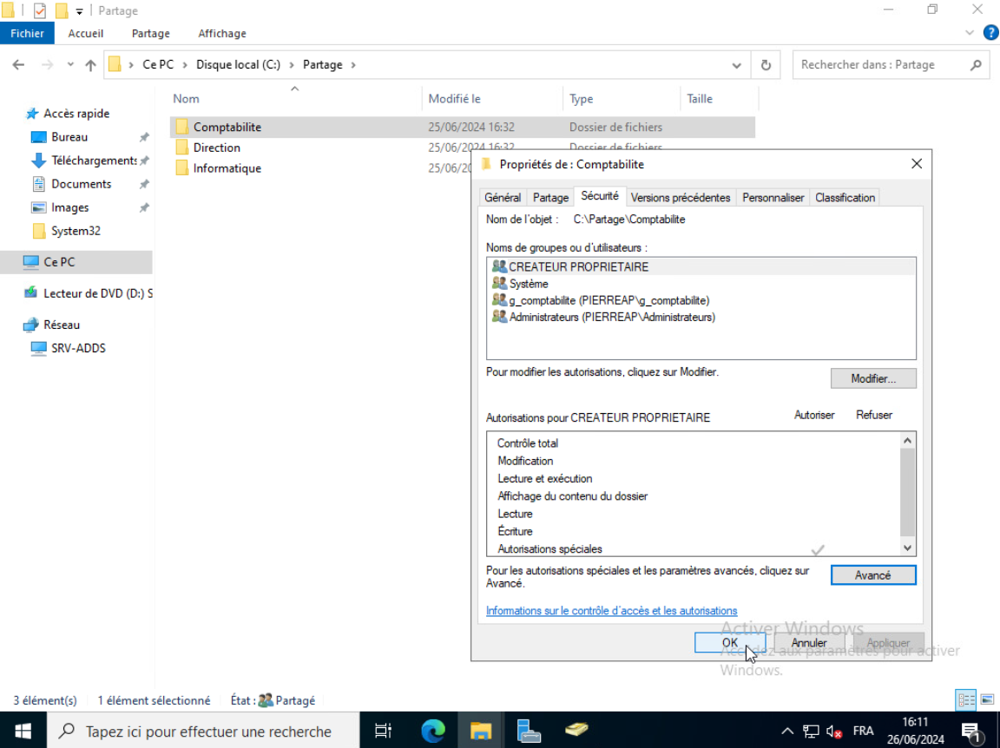 Partage
Fichier Accueil Partage Affichage
Ce PC Disque local (C:) Partage
Rechercher dans : Partage
Nom Modifié le Type Taille
Accès rapide
Bureau
Téléchargements
Documents
Images
System32
Ce PC
Lecteur de DVD (D:) S
Réseau
SRV-ADDS
Comptabilite 25/06/2024 16:32 Dossier de fichiers
Direction 25/06/2024 16:32 Dossier de fichiers
Informatique 25/06/20
Propriétés de : Comptabilite
Général Partage Sécurité Versions précédentes Personnaliser Classification
Nom de l'objet : C:\Partage\Comptabilite
Noms de groupes ou d'utilisateurs :
CREATEUR PROPRIETAIRE
Système
g_comptabilite (PIERREAP\g_comptabilite)
Administrateurs (PIERREAP\Administrateurs)
Pour modifier les autorisations, cliquez sur Modifier.
Modifier...
Autorisations pour CREATEUR PROPRIETAIRE Autoriser Refuser
Contrôle total
Modification
Lecture et exécution
Affichage du contenu du dossier
Lecture
Écriture
Autorisations spéciales
Pour les autorisations spéciales et les paramètres avancés, cliquez sur
Avancé.
Avancé
Informations sur le contrôle d'accès et les autorisations
OK Annuler Appliquer
Activer Windows
Accédez aux paramètres pour activer
Windows.
3 élément(s) 1 élément sélectionné État : Partagé
Tapez ici pour effectuer une recherche
FRA
16:11
26/06/2024
1